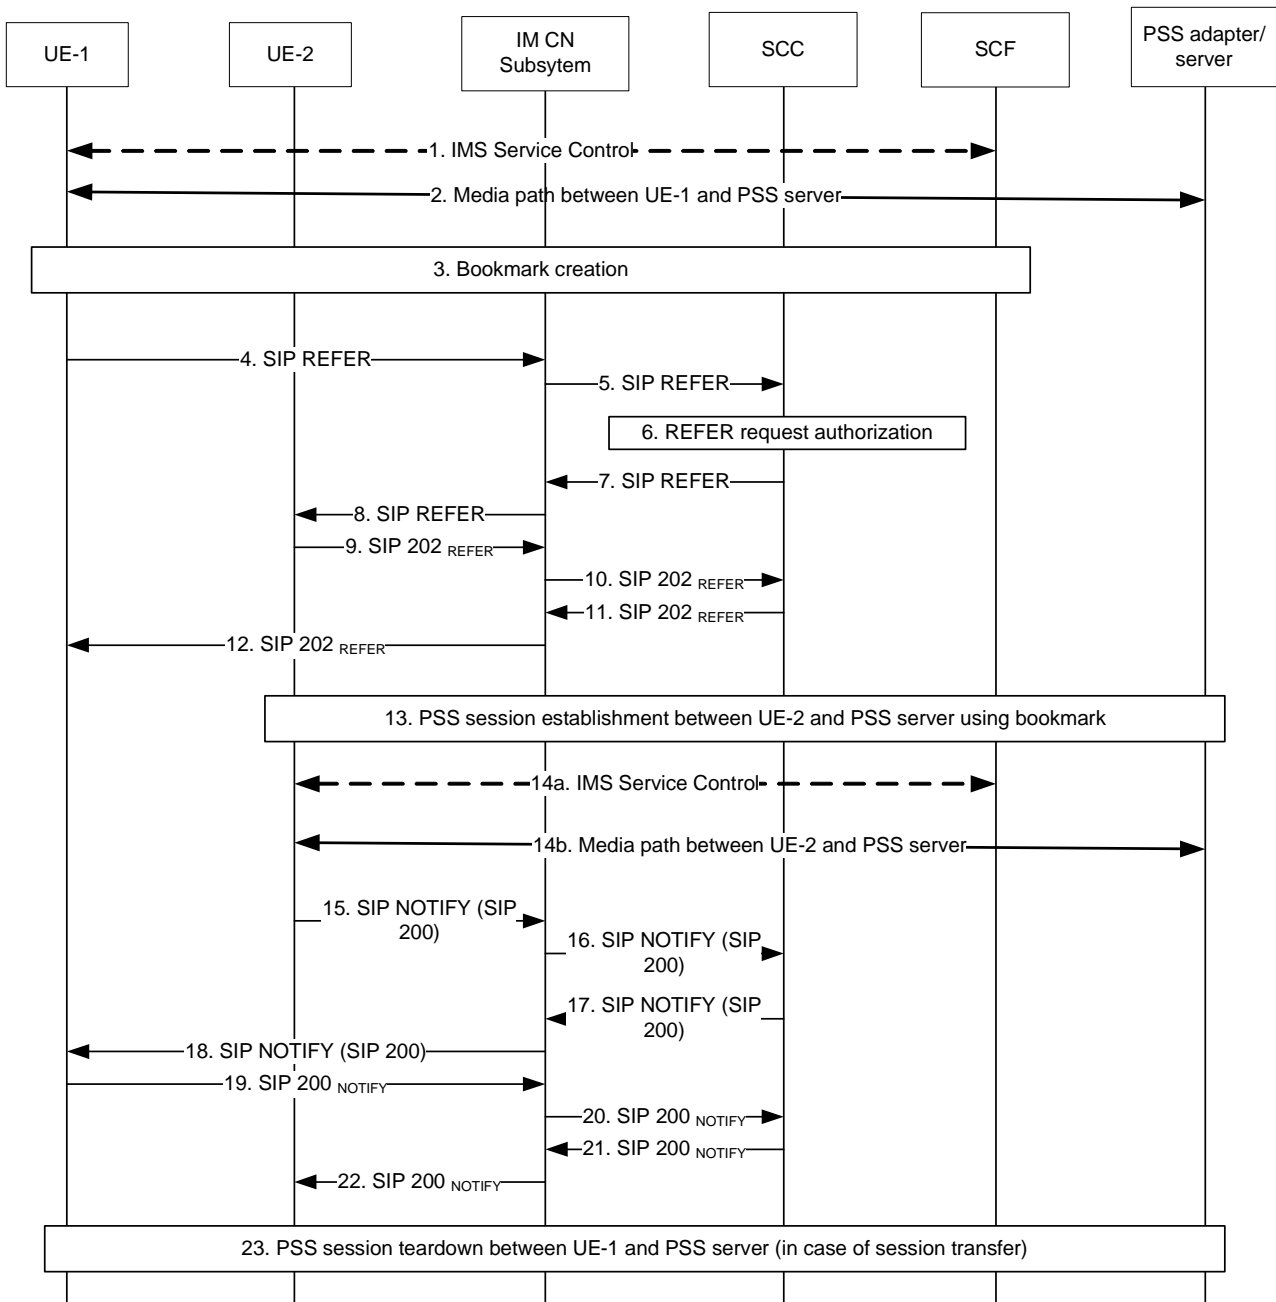 UE-1
UE-2
IM CN
Subsytem
SCC
SCF
PSS adapter/
server
1. IMS Service Control
2. Media path between UE-1 and PSS server
3. Bookmark creation
4. SIP REFER
5. SIP REFER
6. REFER request authorization
7. SIP REFER
8. SIP REFER
9. SIP 202 REFER
10. SIP 202 REFER
11. SIP 202 REFER
12. SIP 202 REFER
13. PSS session establishment between UE-2 and PSS server using bookmark
14a. IMS Service Control
14b. Media path between UE-2 and PSS server
15. SIP NOTIFY (SIP
200)
16. SIP NOTIFY (SIP
200)
17. SIP NOTIFY (SIP
200)
18. SIP NOTIFY (SIP 200)
19. SIP 200 NOTIFY
20. SIP 200 NOTIFY
21. SIP 200 NOTIFY
22. SIP 200 NOTIFY
23. PSS session teardown between UE-1 and PSS server (in case of session transfer)